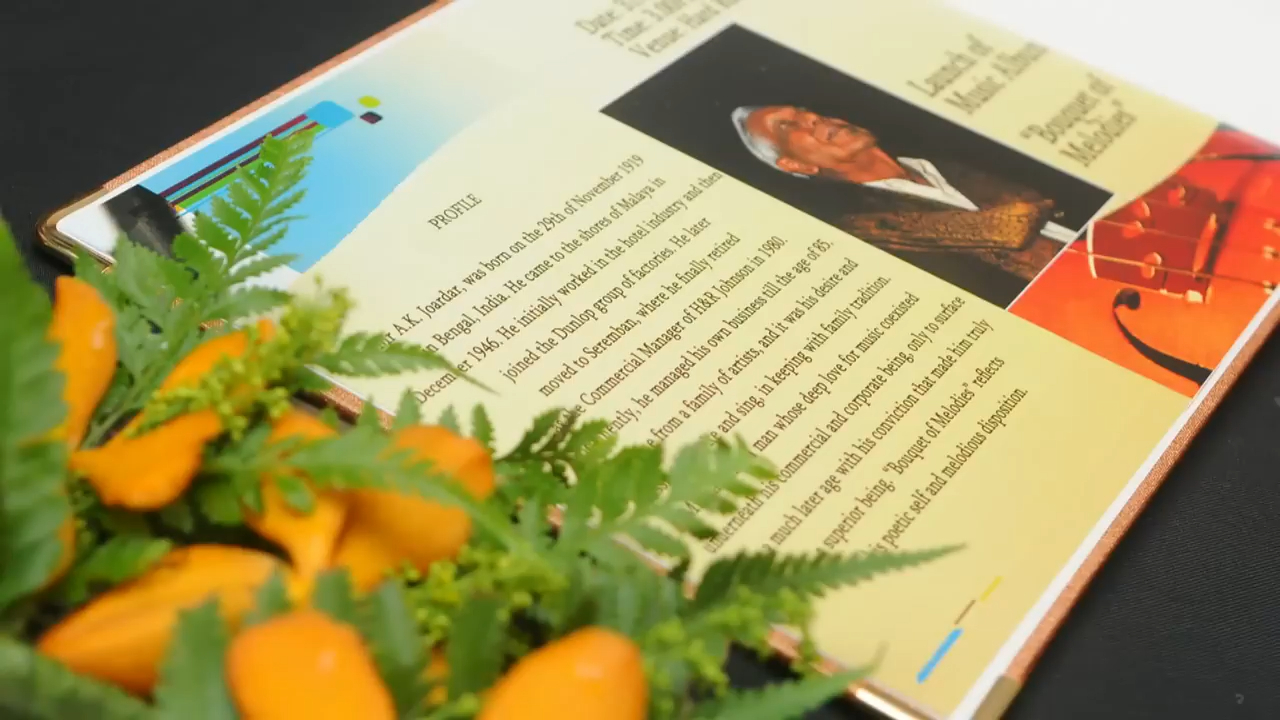 Date:
Time: 3.00
Venue:
Launch of
Music Album
"Bouquet of
Melodies"
PROFILE
A.K. Joardar, was born on the 29th of November 1919
Bengal, India. He came to the shores of Malaya in
December 1946. He initially worked in the hotel industry and then
joined the Dunlop group of factories. He later
moved to Seremban, where he finally retired
Commercial Manager of H&R Johnson in 1980.
he managed his own business till the age of 85.
from a family of artists, and it was his desire and
and sing, in keeping with family tradition.
man whose deep love for music coexisted
underneath his commercial and corporate being, only to surface
much later age with his conviction that made him truly
superior being. "Bouquet of Melodies" reflects
poetic self and melodious disposition.